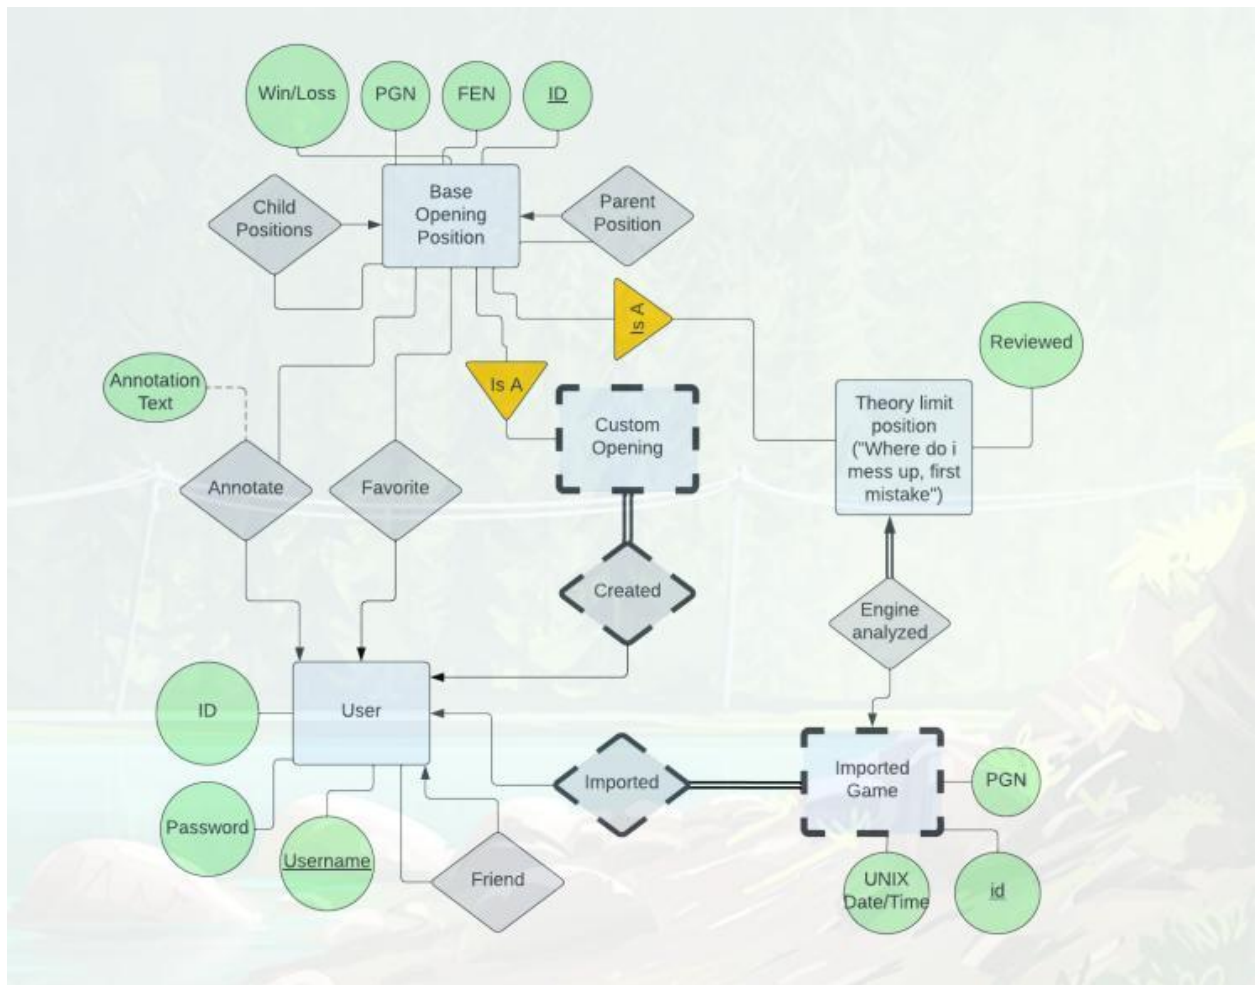 Win/Loss
PGN
FEN
ID
Base
Opening
Position
Child
Positions
Parent
Position
Is A
Is A
Reviewed
Annotation
Text
Custom
Opening
Theory limit
position
("Where do i
mess up, first
mistake")
Annotate
Favorite
Created
Engine
analyzed
ID
User
Imported
Imported
Game
PGN
Password
Username
Friend
UNIX
Date/Time
id